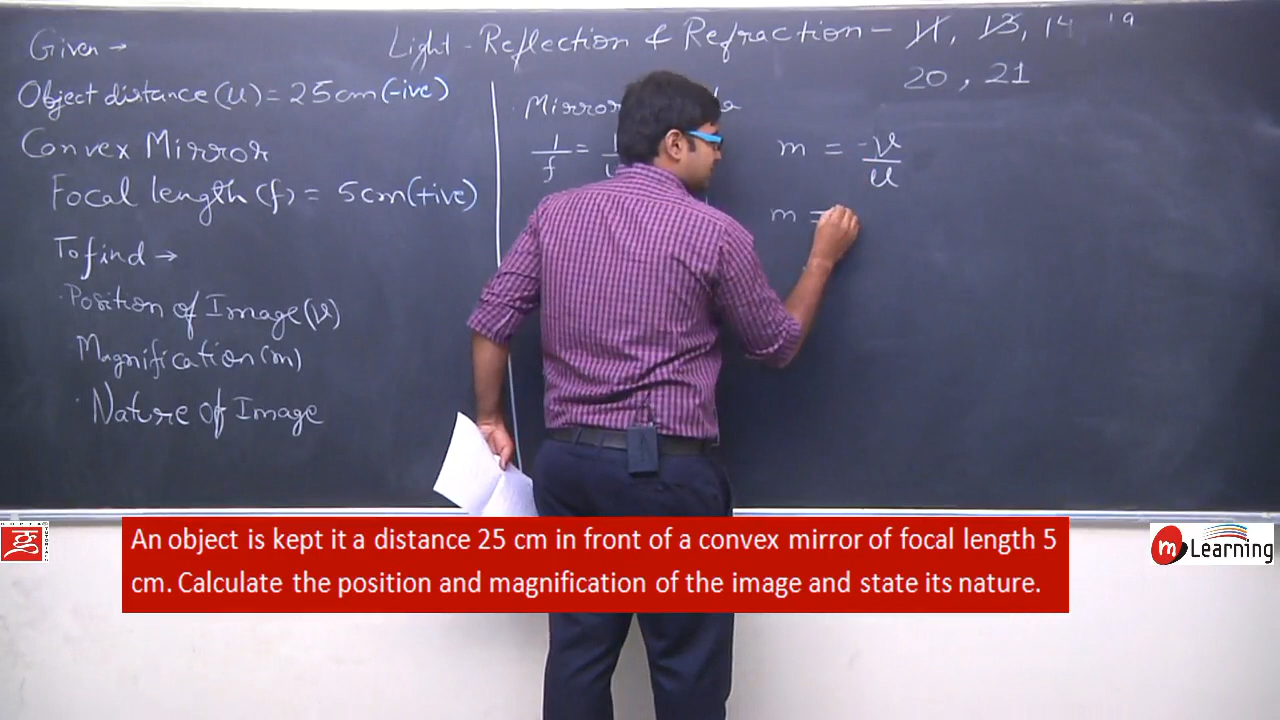 Given →
Light - Reflection & Refraction - 11, 13, 14 19
20, 21
Object distance (u) = 25cm (-ive)
Convex Mirror
Focal length (f) = 5cm (+ive)
To find →
· Position of Image (v)
· Magnification (m)
· Nature of Image
· Mirror
1/f =
m = -v/u
m =
An object is kept it a distance 25 cm in front of a convex mirror of focal length 5
cm. Calculate the position and magnification of the image and state its nature.
m Learning